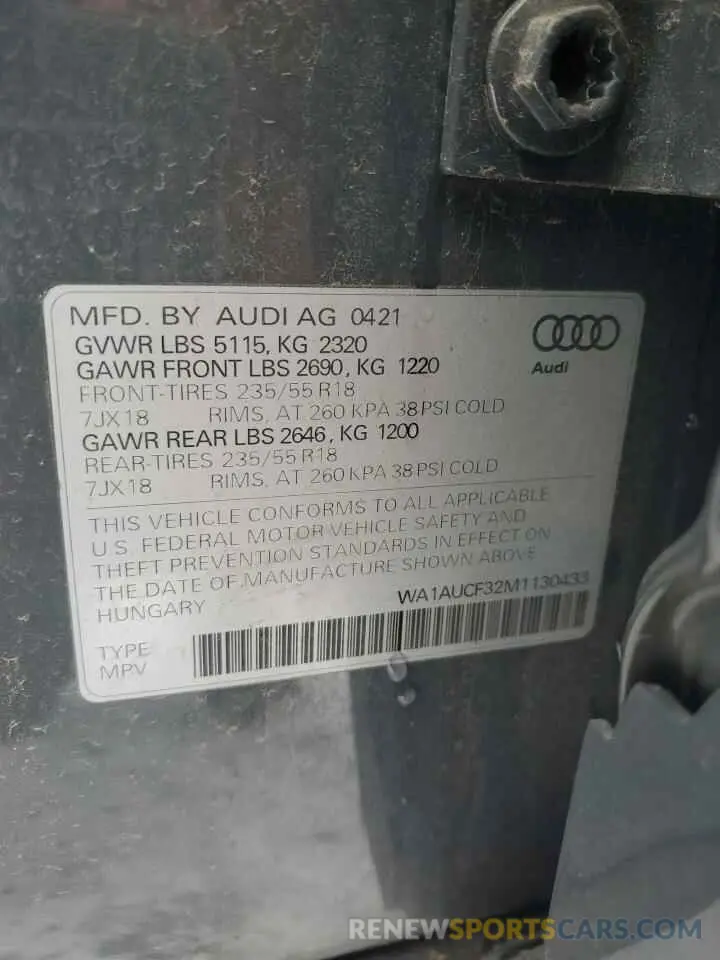 MFD. BY AUDI AG 0421
GVWR LBS 5115, KG 2320
GAWR FRONT LBS 2690, KG 1220
FRONT-TIRES 235/55 R18
7JX18 RIMS, AT 260 KPA 38 PSI COLD
GAWR REAR LBS 2646, KG 1200
REAR-TIRES 235/55 R18
7JX18 RIMS, AT 260 KPA 38 PSI COLD
Audi
THIS VEHICLE CONFORMS TO ALL APPLICABLE
U.S. FEDERAL MOTOR VEHICLE SAFETY AND
THEFT PREVENTION STANDARDS IN EFFECT ON
THE DATE OF MANUFACTURE SHOWN ABOVE
HUNGARY WA1AUCF32M1130433
TYPE
MPV
RENEWSPORTSCARS.COM